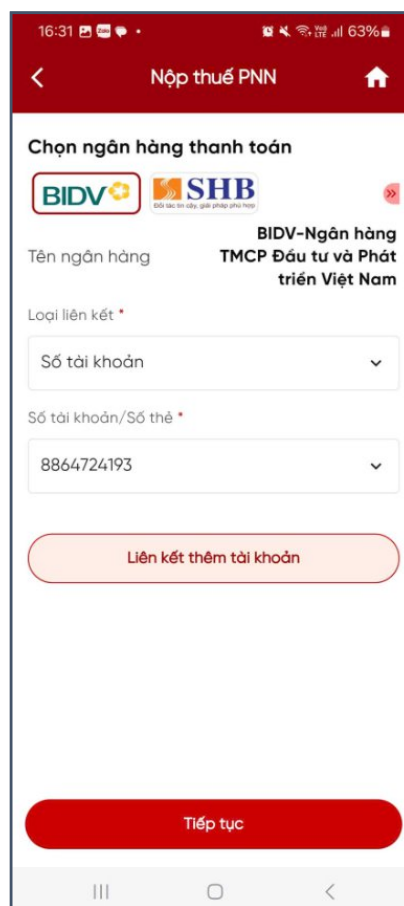 16:31
63%
Nộp thuế PNN
Chọn ngân hàng thanh toán
BIDV
SHB
Đối tác tin cậy, giải pháp phù hợp
BIDV-Ngân hàng
Tên ngân hàng TMCP Đầu tư và Phát
triển Việt Nam
Loại liên kết *
Số tài khoản
Số tài khoản/Số thẻ *
8864724193
Liên kết thêm tài khoản
Tiếp tục